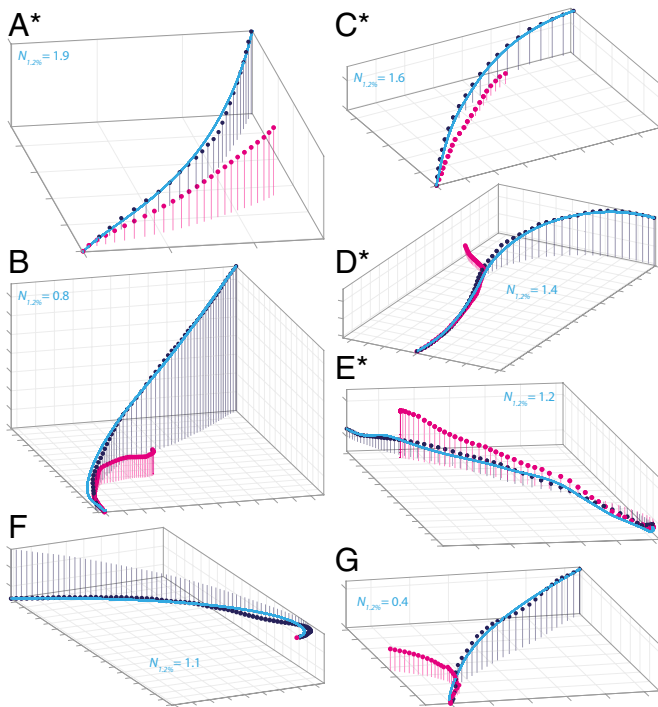 A*
N1.2% = 1.9
C*
N1.2% = 1.6
B
N1.2% = 0.8
D*
N1.2% = 1.4
E*
N1.2% = 1.2
F
N1.2% = 1.1
G
N1.2% = 0.4